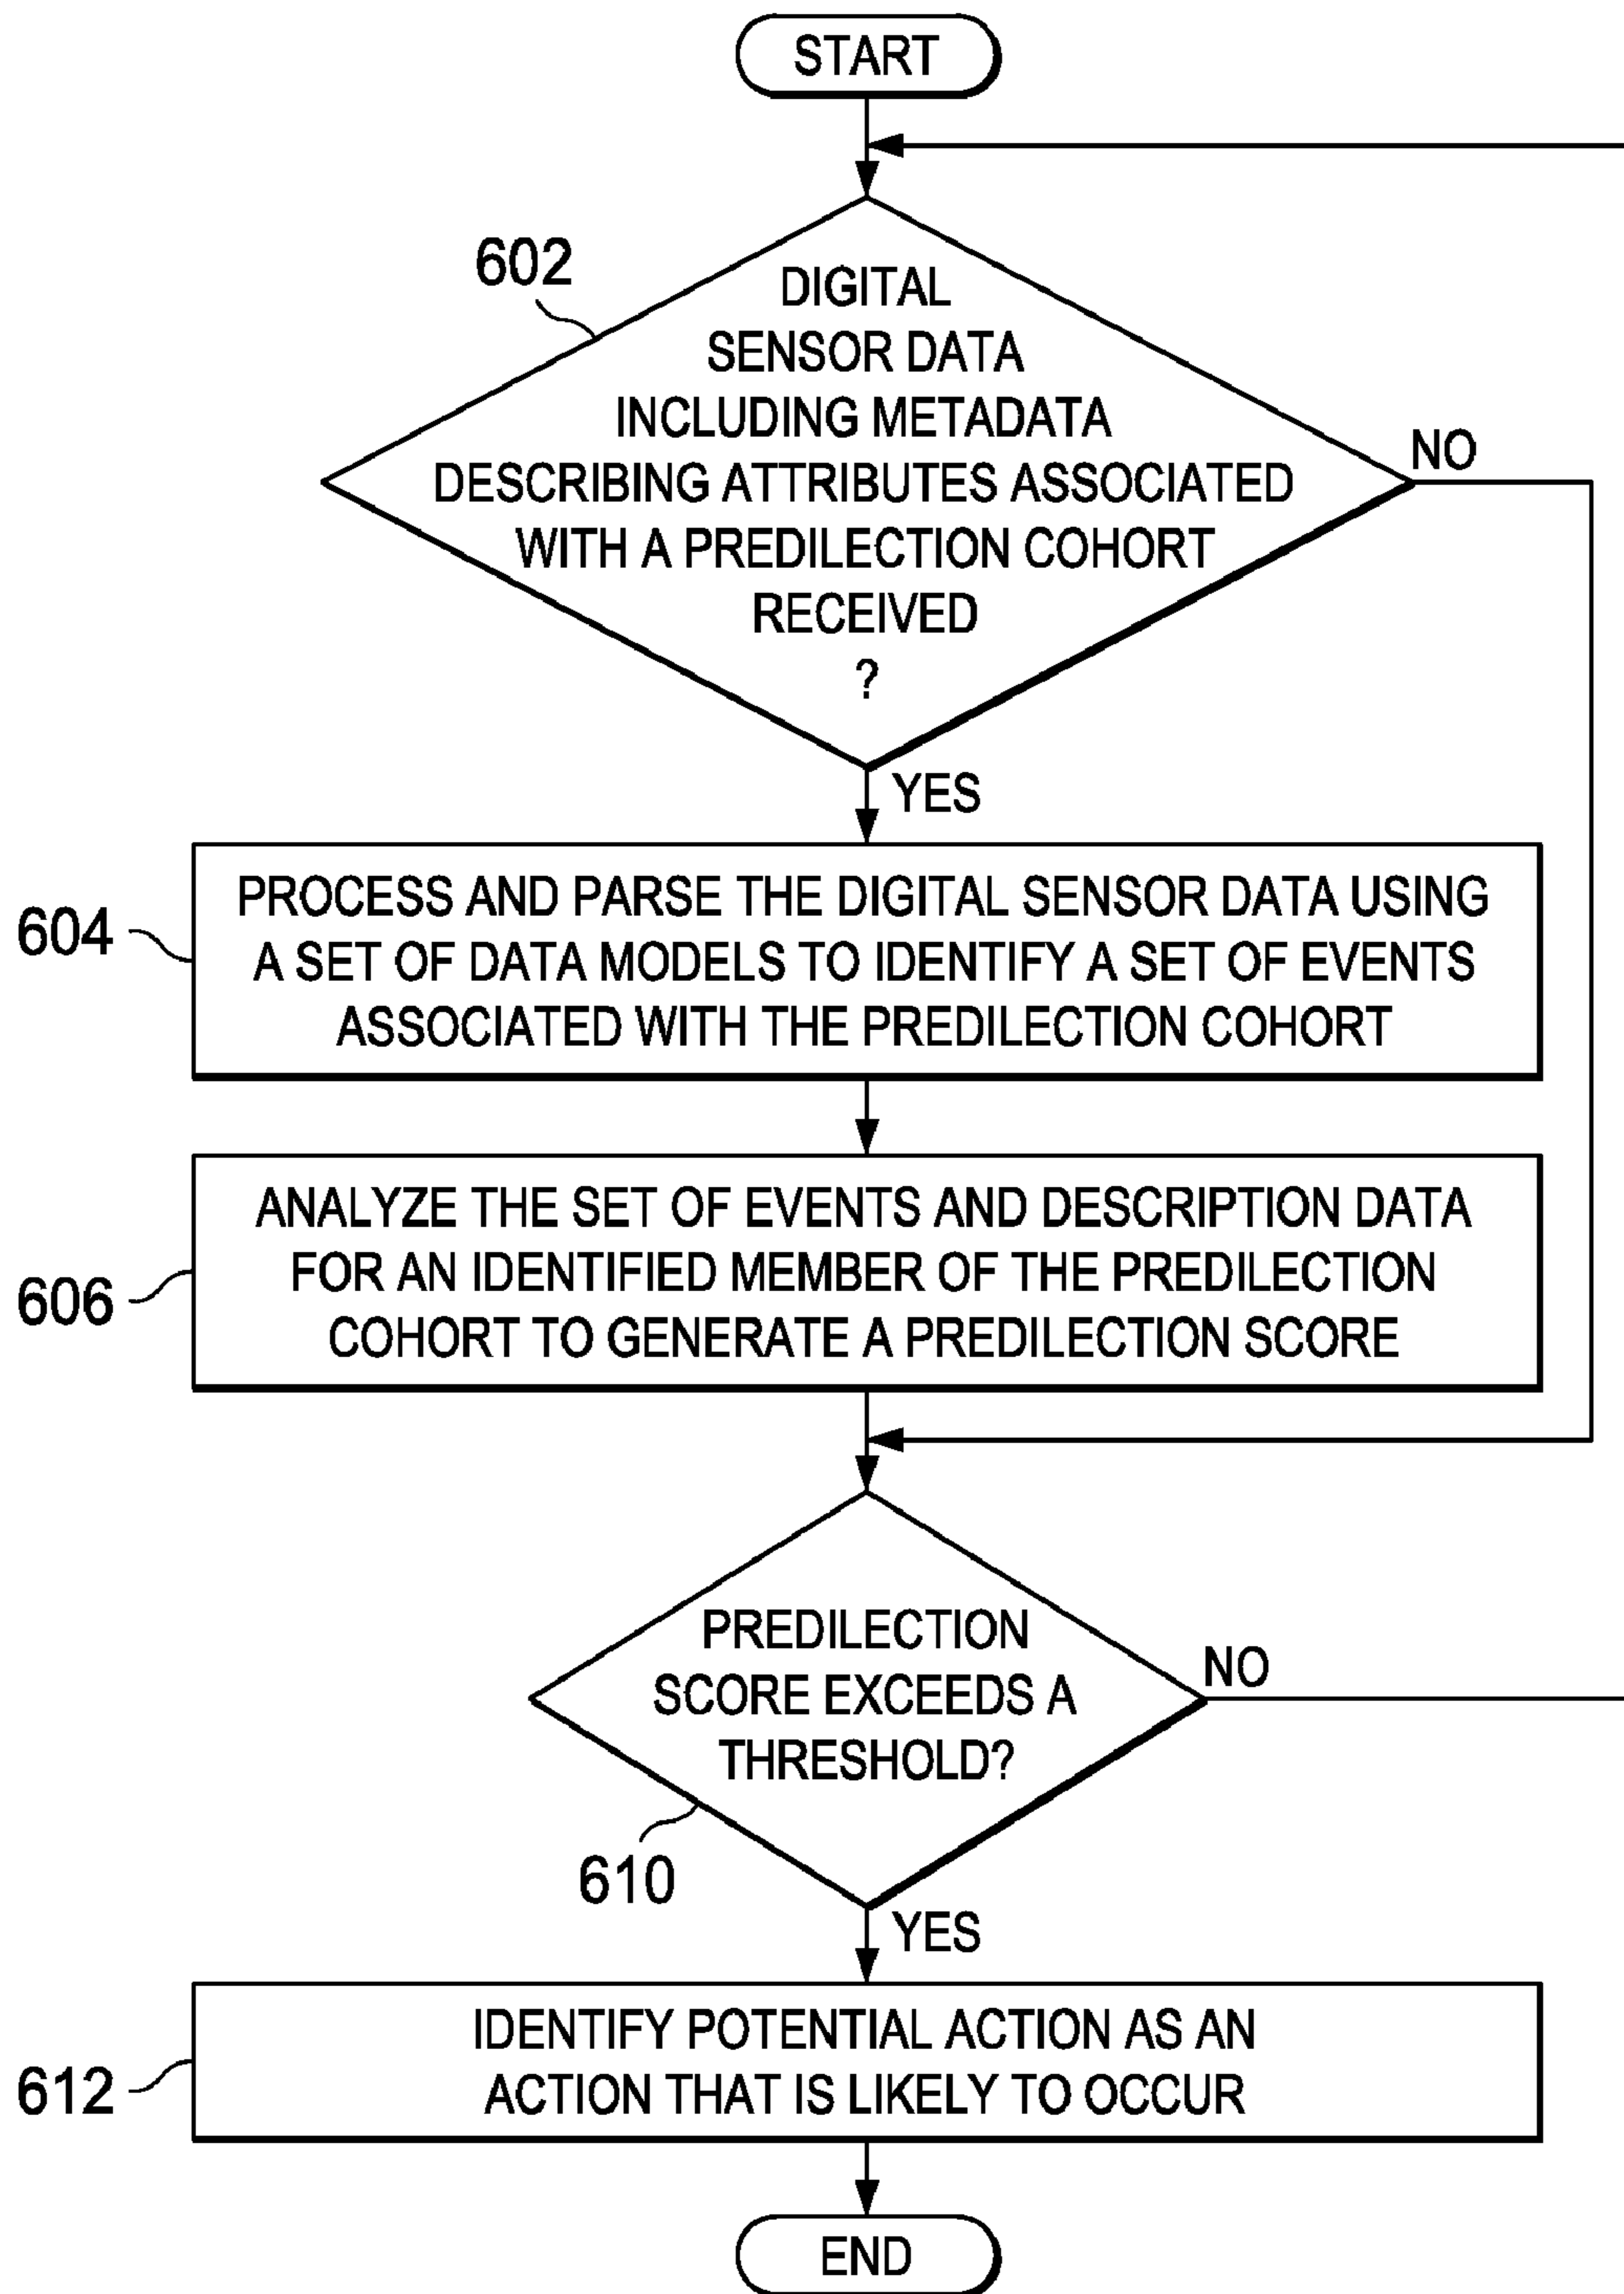 START
602
DIGITAL
SENSOR DATA
INCLUDING METADATA
DESCRIBING ATTRIBUTES ASSOCIATED
WITH A PREDILECTION COHORT
RECEIVED
?
NO
YES
604
PROCESS AND PARSE THE DIGITAL SENSOR DATA USING
A SET OF DATA MODELS TO IDENTIFY A SET OF EVENTS
ASSOCIATED WITH THE PREDILECTION COHORT
606
ANALYZE THE SET OF EVENTS AND DESCRIPTION DATA
FOR AN IDENTIFIED MEMBER OF THE PREDILECTION
COHORT TO GENERATE A PREDILECTION SCORE
PREDILECTION
SCORE EXCEEDS A
THRESHOLD?
NO
610
YES
612
IDENTIFY POTENTIAL ACTION AS AN
ACTION THAT IS LIKELY TO OCCUR
END